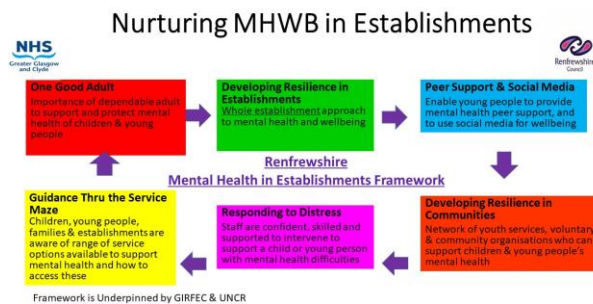 Nurturing MHWB in Establishments
NHS
Greater Glasgow
and Clyde
Renfrewshire
Council
One Good Adult
Importance of dependable adult
to support and protect mental
health of children & young
people
Developing Resilience in
Establishments
Whole establishment approach
to mental health and wellbeing
Peer Support & Social Media
Enable young people to provide
mental health peer support, and
to use social media for wellbeing
Renfrewshire
Mental Health in Establishments Framework
Guidance Thru the Service
Maze
Children, young people,
families & establishments are
aware of range of service
options available to support
mental health and how to
access these
Responding to Distress
Staff are confident, skilled and
supported to intervene to
support a child or young person
with mental health difficulties
Developing Resilience in
Communities
Network of youth services, voluntary
& community organisations who can
support children & young people's
mental health
Framework is Underpinned by GIRFEC & UNCR